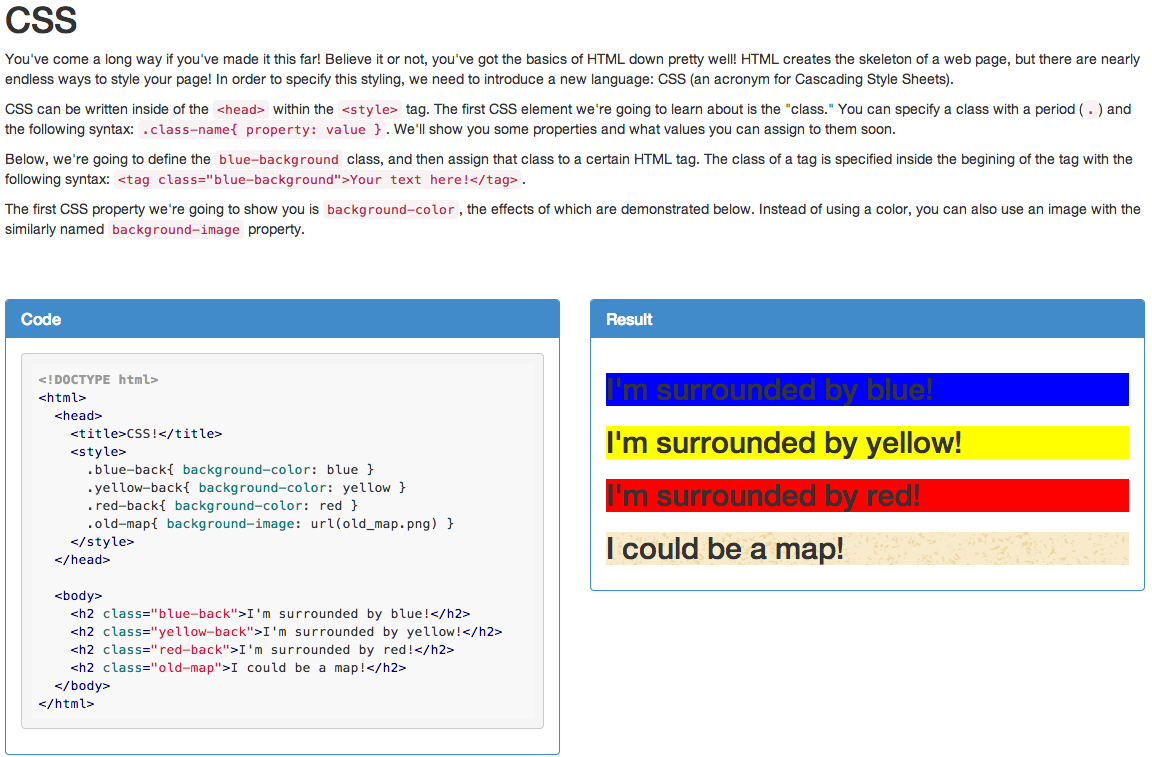 CSS
You've come a long way if you've made it this far! Believe it or not, you've got the basics of HTML down pretty well! HTML creates the skeleton of a web page, but there are nearly
endless ways to style your page! In order to specify this styling, we need to introduce a new language: CSS (an acronym for Cascading Style Sheets).
CSS can be written inside of the <head> within the <style> tag. The first CSS element we're going to learn about is the "class." You can specify a class with a period ( . ) and
the following syntax: .class-name{ property: value } . We'll show you some properties and what values you can assign to them soon.
Below, we're going to define the blue-background class, and then assign that class to a certain HTML tag. The class of a tag is specified inside the begining of the tag with the
following syntax: <tag class="blue-background">Your text here!</tag> .
The first CSS property we're going to show you is background-color , the effects of which are demonstrated below. Instead of using a color, you can also use an image with the
similarly named background-image property.
Code
<!DOCTYPE html>
<html>
  <head>
    <title>CSS!</title>
    <style>
      .blue-back{ background-color: blue }
      .yellow-back{ background-color: yellow }
      .red-back{ background-color: red }
      .old-map{ background-image: url(old_map.png) }
    </style>
  </head>
  <body>
    <h2 class="blue-back">I'm surrounded by blue!</h2>
    <h2 class="yellow-back">I'm surrounded by yellow!</h2>
    <h2 class="red-back">I'm surrounded by red!</h2>
    <h2 class="old-map">I could be a map!</h2>
  </body>
</html>
Result
I'm surrounded by blue!
I'm surrounded by yellow!
I'm surrounded by red!
I could be a map!